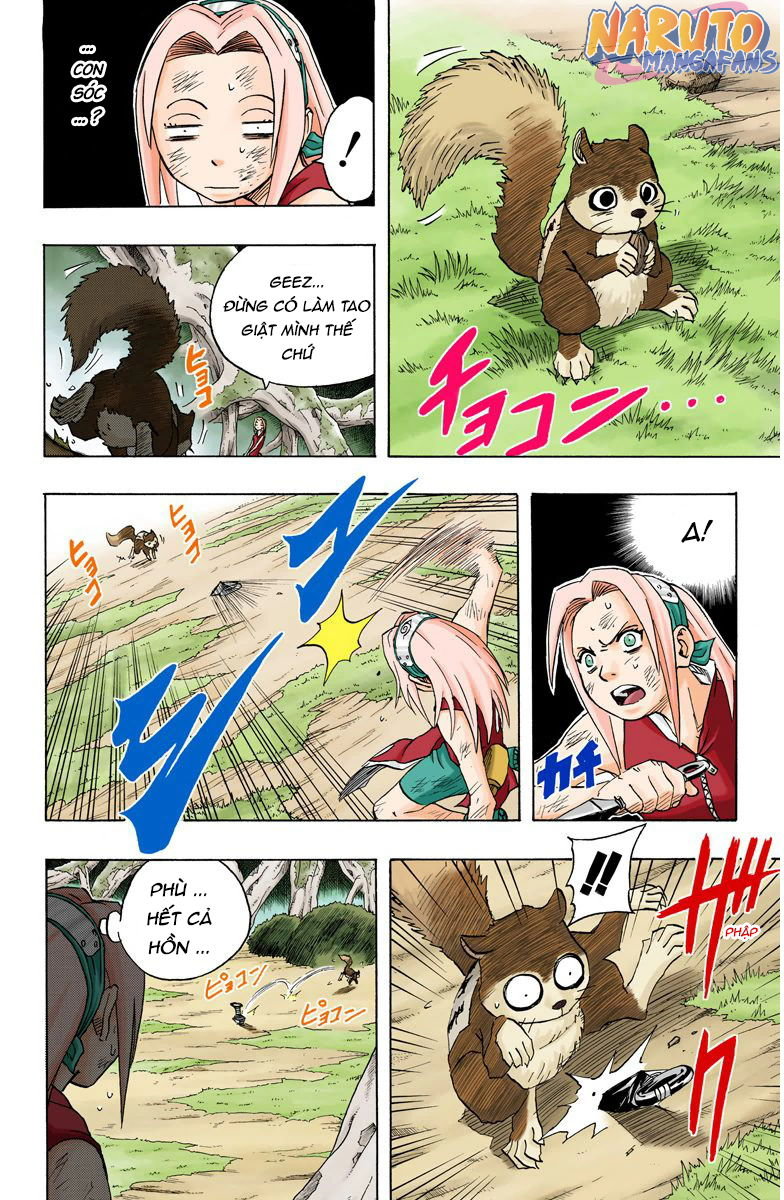 NARUTO
MANGAFANS
チョコン...
...
CON
SÓC
...?
!
GEEZ...
ĐỪNG CÓ LÀM TAO
GIẬT MÌNH THẾ
CHỨ
ヒョコ
A!
カチ
ヒョコ
ヒョコ
!!
PHẬP
PHÙ ...
HẾT CẢ
HỒN ...
ピョコン
ピョコン